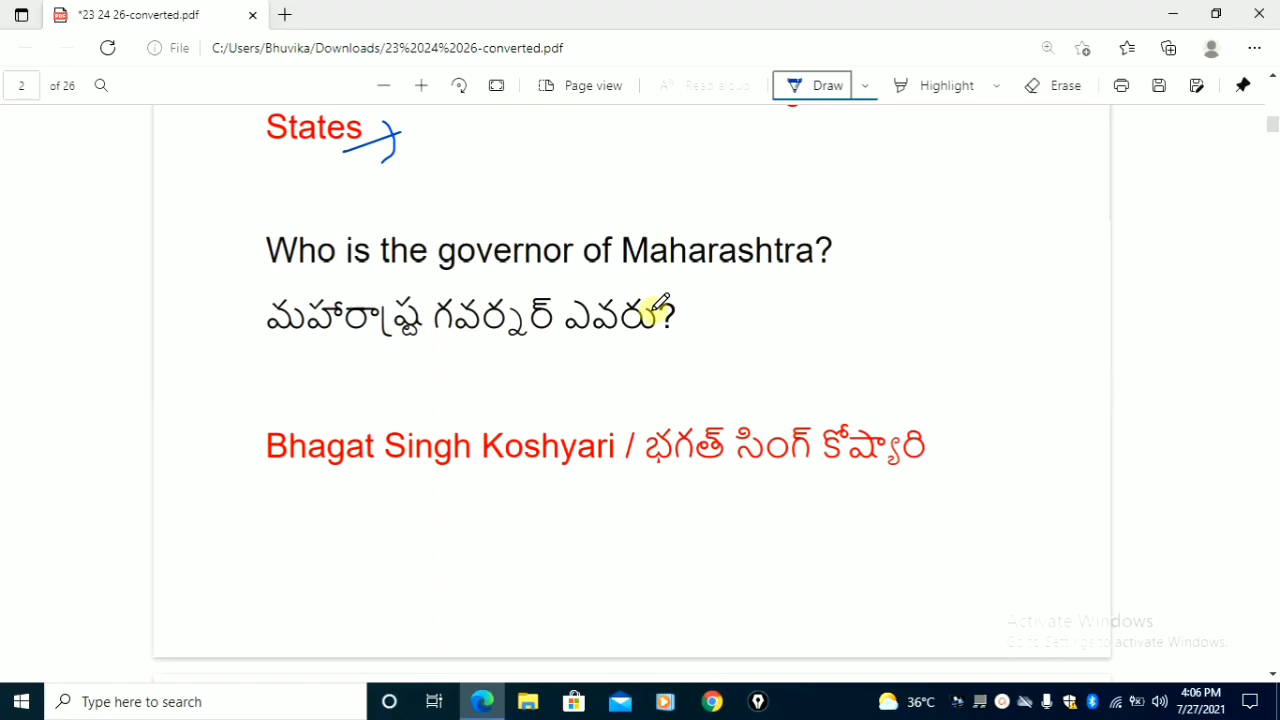 *23 24 26-converted.pdf
File C:/Users/Bhuvika/Downloads/23%2024%2026-converted.pdf
2 of 26 Page view Read aloud Draw Highlight Erase
States
Who is the governor of Maharashtra?
మహారాష్ట్ర గవర్నర్ ఎవరు?
Bhagat Singh Koshyari / భగత్ సింగ్ కోష్యారి
Activate Windows
Go to Settings to activate Windows.
Type here to search 36°C 4:06 PM
7/27/2021